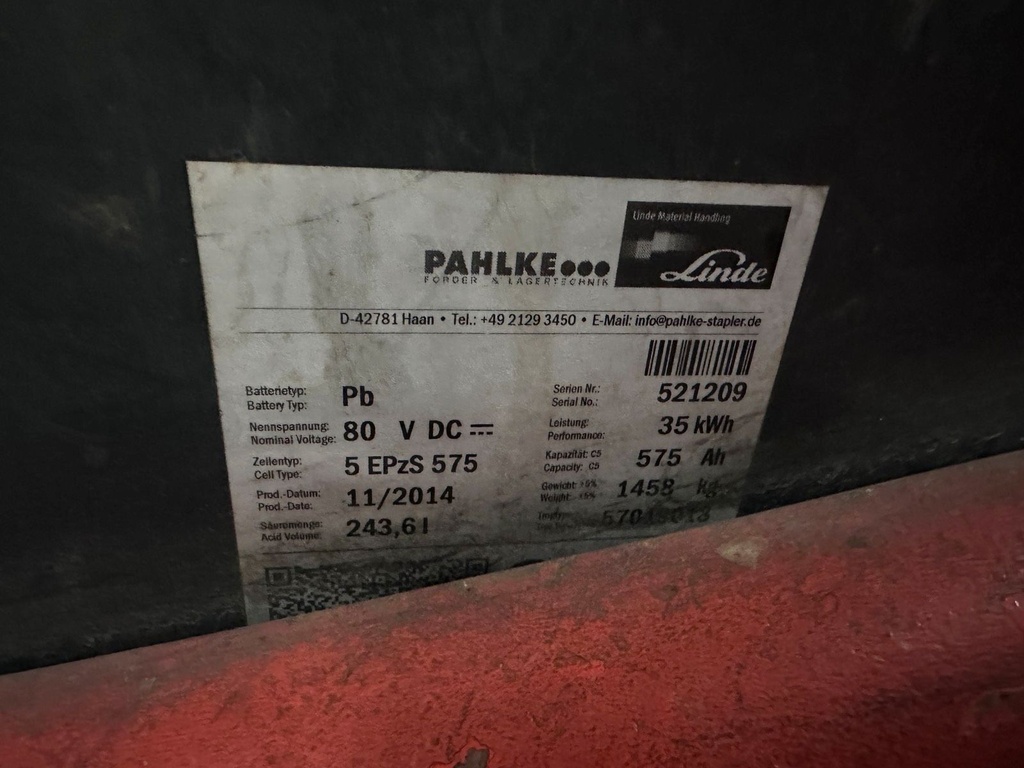 Linde Material Handling
PAHLKE
FÖRDER- & LAGERTECHNIK
Linde
D-42781 Haan • Tel.: +49 2129 3450 • E-Mail: info@pahlke-stapler.de
Batterietyp:
Battery Typ:
Pb
Serien Nr.:
Serial No.:
521209
Nennspannung:
Nominal Voltage:
80 V DC
Leistung:
Performance:
35 kWh
Zellentyp:
Cell Type:
5 EPzS 575
Kapazität: C5
Capacity: C5
575 Ah
Prod.-Datum:
Prod.-Date:
11/2014
Gewicht: ±5%
Weight: ±5%
1458 kg
Säuremenge:
Acid Volume:
243,6 l